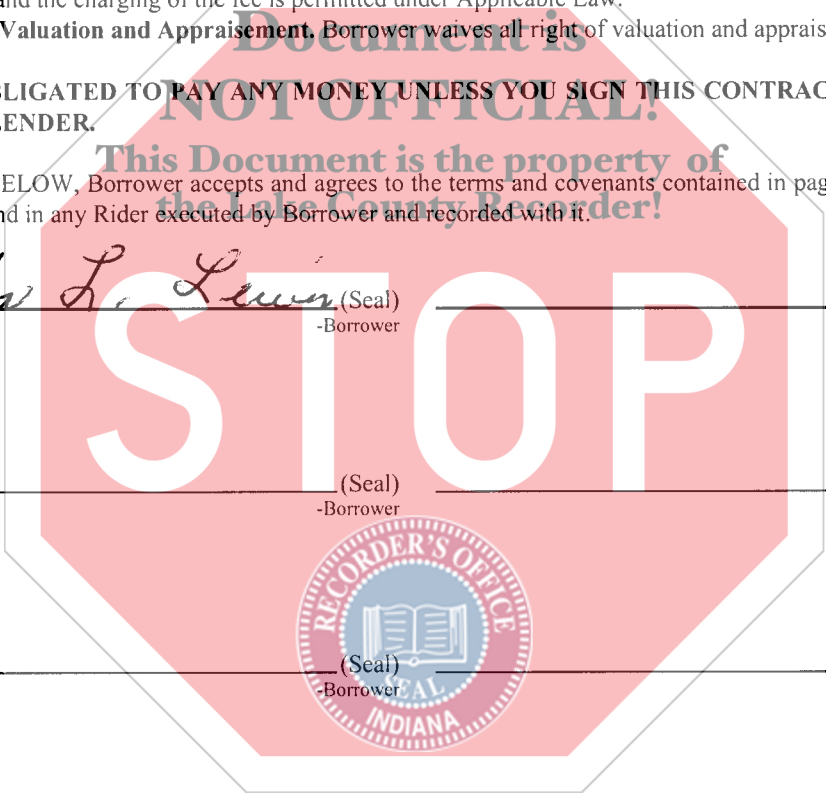 and the charging of the fee is permitted under Applicable Law.
Valuation and Appraisement. Borrower waives all right of valuation and apprais
Document is
BLIGATED TO PAY ANY MONEY UNLESS YOU SIGN THIS CONTRAC
NOT OFFICIAL!
LENDER.
This Document is the property of
ELOW, Borrower accepts and agrees to the terms and covenants contained in pag
the Lake County Recorder!
nd in any Rider executed by Borrower and recorded with it.
L. Lewis (Seal)
-Borrower
STOP
(Seal)
-Borrower
RECORDER'S OFFICE
(Seal)
-Borrower
SEAL
INDIANA